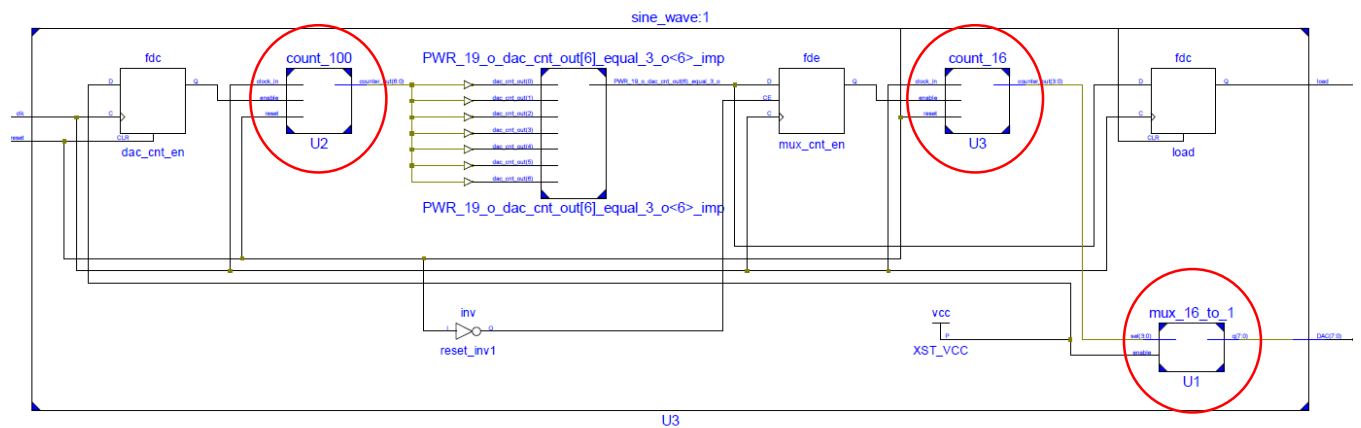 sine_wave:1
fdc
count_100
PWR_19_o_dac_cnt_out[6]_equal_3_o<6>_imp
fde
count_16
fdc
D
Q
clock_in
counter_out(6:0)
enable
reset
dac_cnt_out(0)
dac_cnt_out(1)
dac_cnt_out(2)
dac_cnt_out(3)
dac_cnt_out(4)
dac_cnt_out(5)
dac_cnt_out(6)
PWR_19_o_dac_cnt_out[6]_equal_3_o
D
Q
CE
C
clock_in
counter_out(3:0)
enable
reset
D
Q
load
C
CLR
clk
C
reset
CLR
dac_cnt_en
U2
mux_cnt_en
U3
load
PWR_19_o_dac_cnt_out[6]_equal_3_o<6>_imp
inv
I
O
reset_inv1
vcc
P
XST_VCC
mux_16_to_1
sel(3:0)
q(7:0)
DAC(7:0)
enable
U1
U3